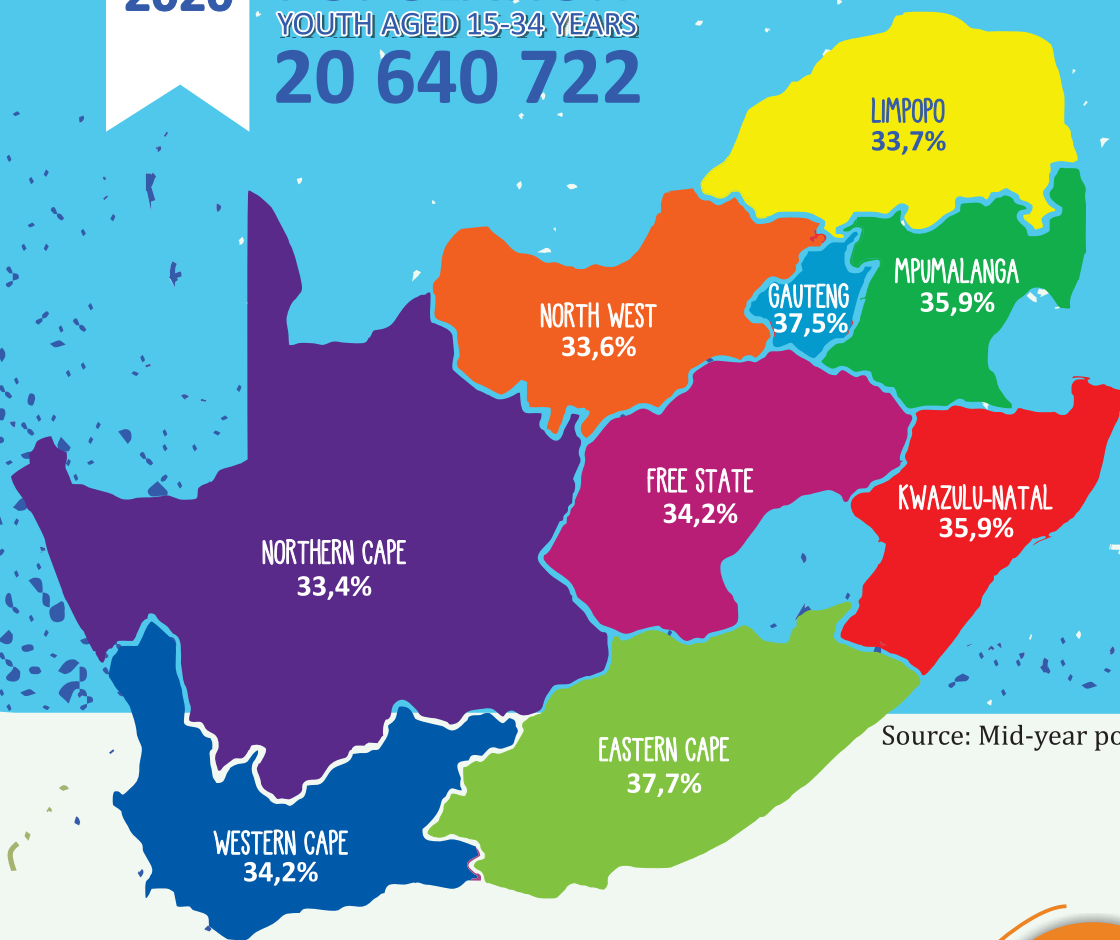 2020
YOUTH AGED 15-34 YEARS
20 640 722
LIMPOPO
33,7%
MPUMALANGA
35,9%
GAUTENG
37,5%
NORTH WEST
33,6%
FREE STATE
34,2%
KWAZULU-NATAL
35,9%
NORTHERN CAPE
33,4%
EASTERN CAPE
37,7%
Source: Mid-year po
WESTERN CAPE
34,2%